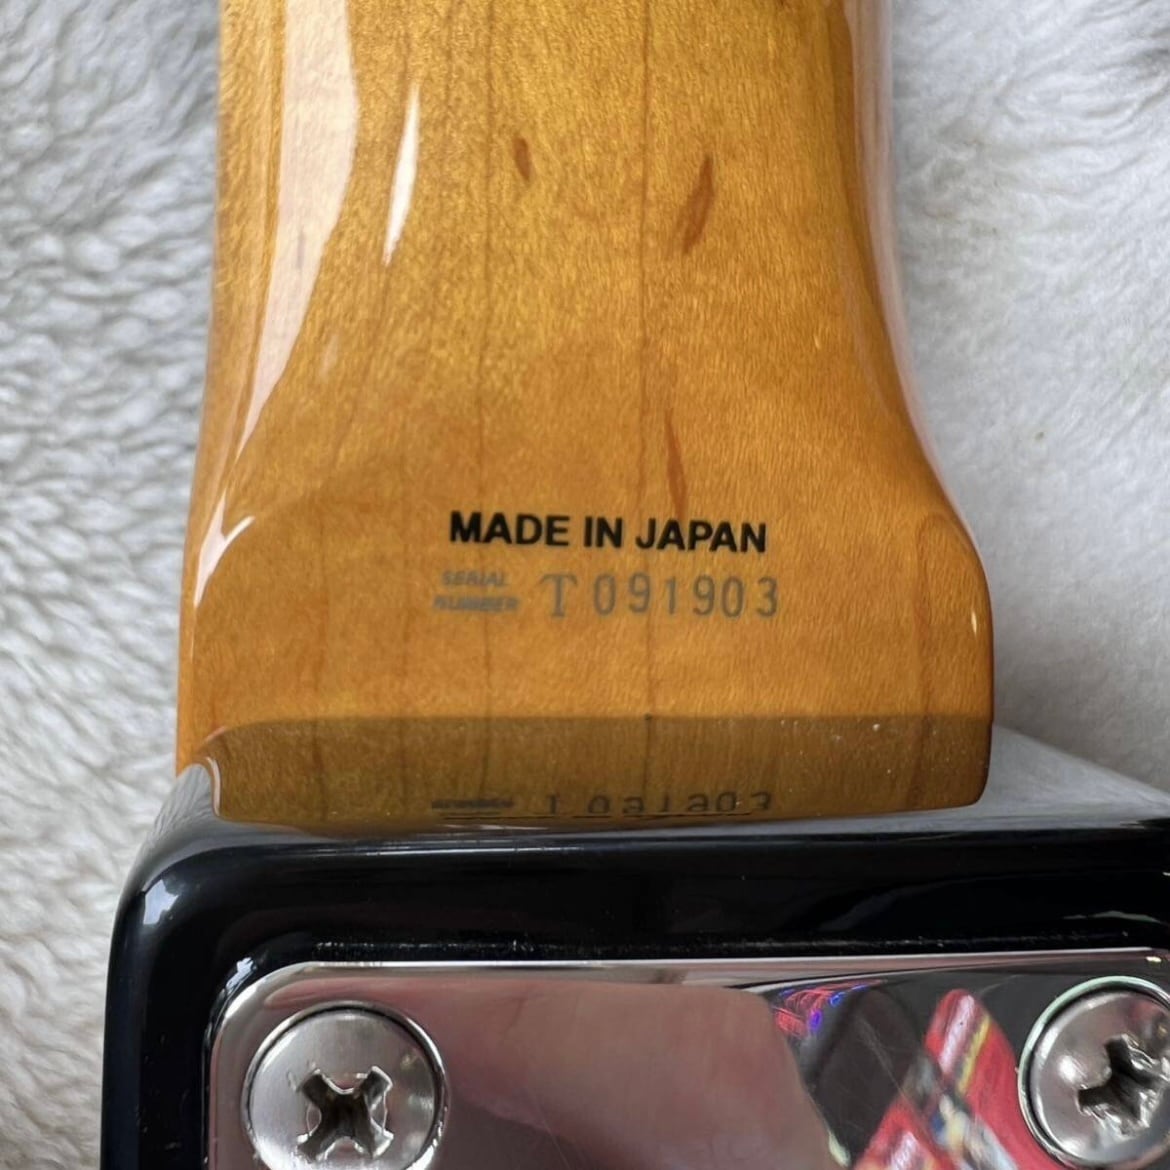 MADE IN JAPAN
SERIAL
NUMBER T091903